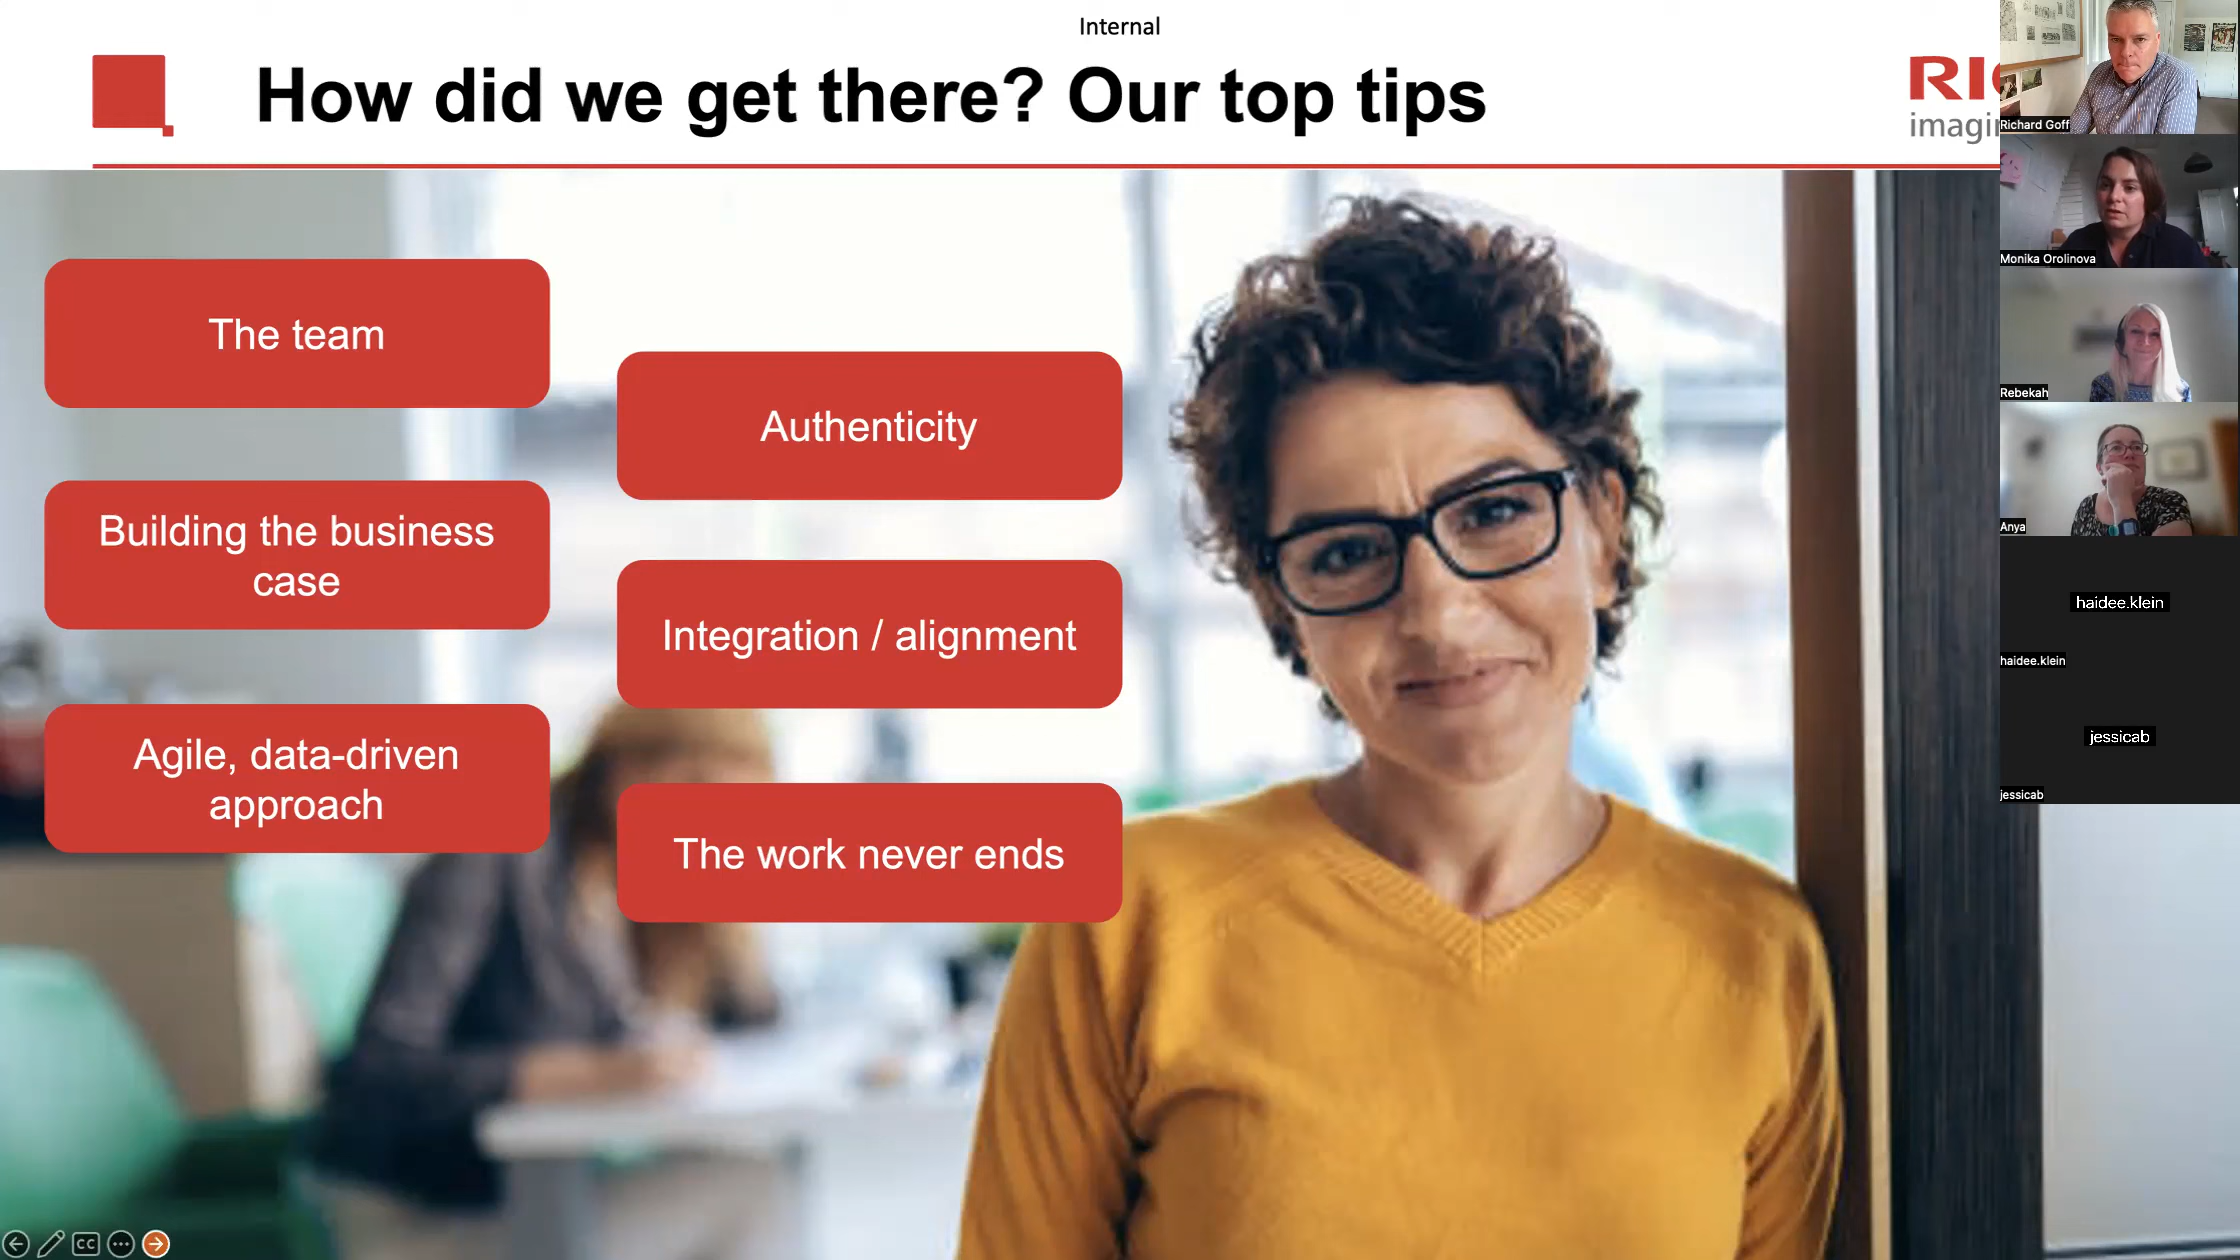 Internal
How did we get there? Our top tips
RIC
imagi
The team
Building the business
case
Agile, data-driven
approach
Authenticity
Integration / alignment
The work never ends
Richard Goff
Monika Orolinova
Rebekah
Anya
haidee.klein
haidee.klein
jessicab
jessicab
CC